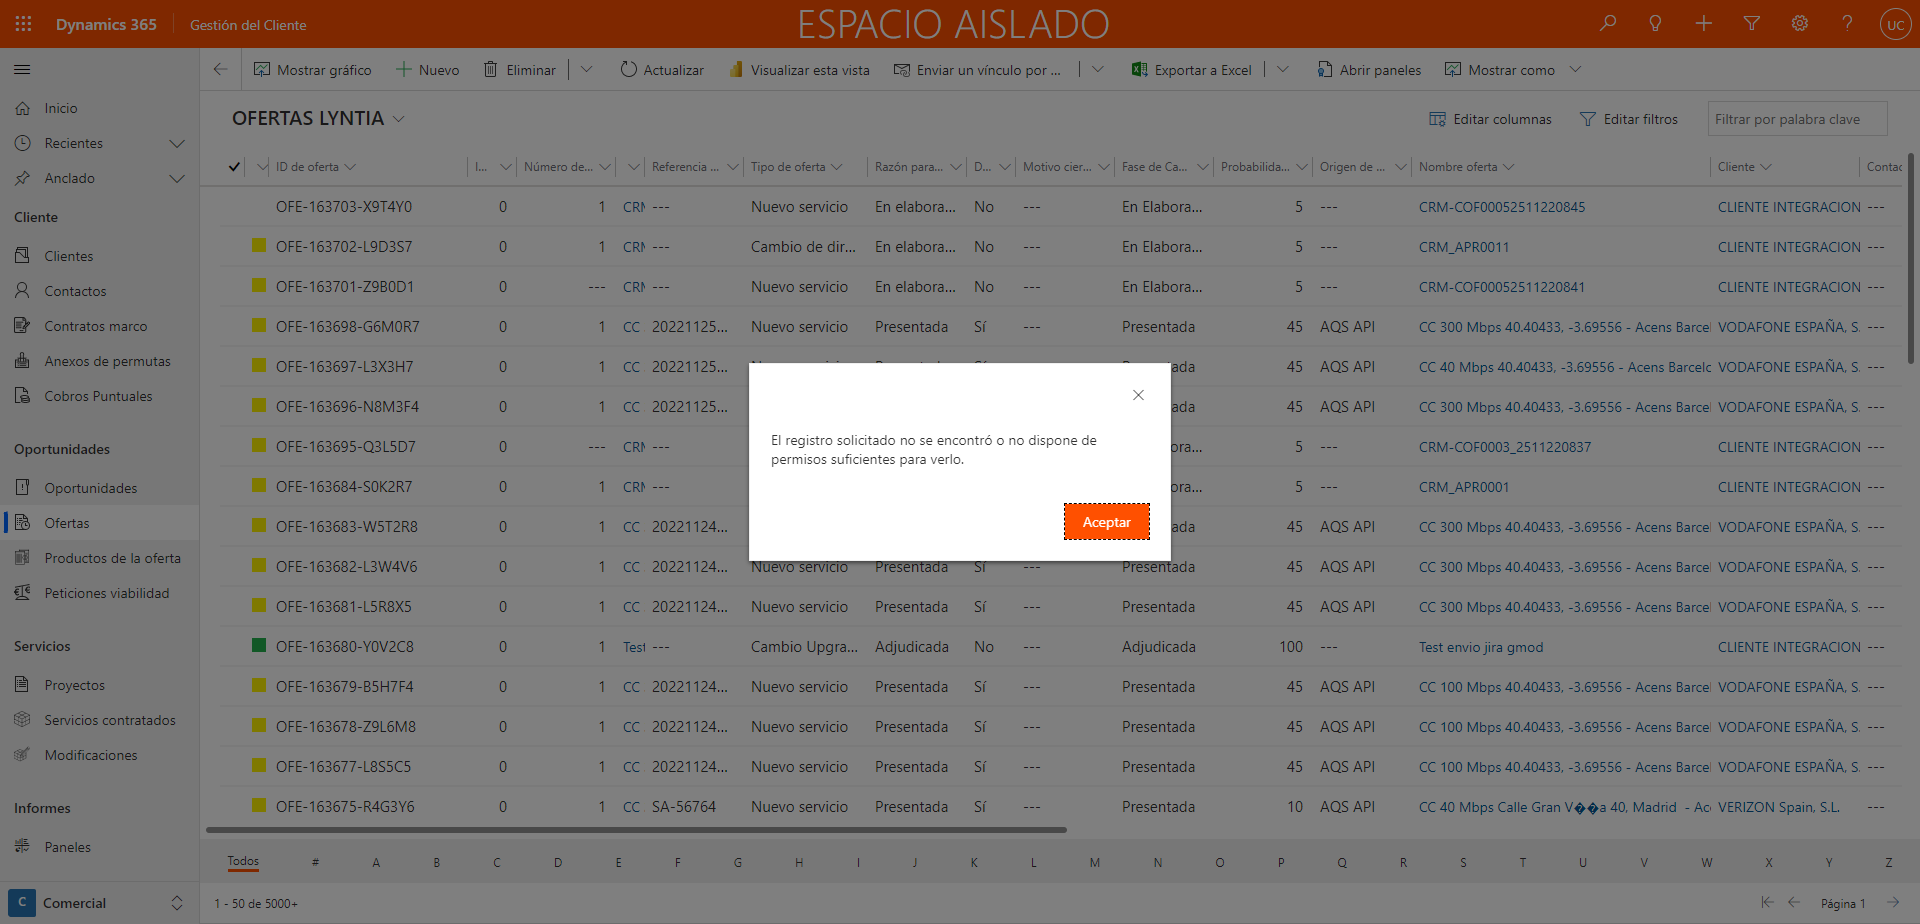 Dynamics 365
Gestión del Cliente
ESPACIO AISLADO
UC
Mostrar gráfico
Nuevo
Eliminar
Actualizar
Visualizar esta vista
Enviar un vínculo por ...
Exportar a Excel
Abrir paneles
Mostrar como
Inicio
Recientes
Anclado
Cliente
Clientes
Contactos
Contratos marco
Anexos de permutas
Cobros Puntuales
Oportunidades
Oportunidades
Ofertas
Productos de la oferta
Peticiones viabilidad
Servicios
Proyectos
Servicios contratados
Modificaciones
Informes
Paneles
C Comercial
OFERTAS LYNTIA
Editar columnas
Editar filtros
Filtrar por palabra clave
ID de oferta I... Número de... Referencia ... Tipo de oferta Razón para... D... Motivo cier... Fase de Ca... Probabilida... Origen de ... Nombre oferta Cliente Contac
OFE-163703-X9T4Y0 0 1 CRM --- Nuevo servicio En elabora... No --- En Elabora... 5 --- CRM-COF00052511220845 CLIENTE INTEGRACION ---
OFE-163702-L9D3S7 0 1 CRM --- Cambio de dir... En elabora... No --- En Elabora... 5 --- CRM_APR0011 CLIENTE INTEGRACION ---
OFE-163701-Z9B0D1 0 --- CRM --- Nuevo servicio En elabora... No --- En Elabora... 5 --- CRM-COF00052511220841 CLIENTE INTEGRACION ---
OFE-163698-G6M0R7 0 1 CC 20221125... Nuevo servicio Presentada Sí --- Presentada 45 AQS API CC 300 Mbps 40.40433, -3.69556 - Acens Barcel VODAFONE ESPAÑA, S. ---
OFE-163697-L3X3H7 0 1 CC 20221125... ada 45 AQS API CC 40 Mbps 40.40433, -3.69556 - Acens Barcelc VODAFONE ESPAÑA, S. ---
OFE-163696-N8M3F4 0 1 CC 20221125... ada 45 AQS API CC 300 Mbps 40.40433, -3.69556 - Acens Barcel VODAFONE ESPAÑA, S. ---
OFE-163695-Q3L5D7 0 --- CRM --- ora... 5 --- CRM-COF0003_2511220837 CLIENTE INTEGRACION ---
OFE-163684-S0K2R7 0 1 CRM --- ora... 5 --- CRM_APR0001 CLIENTE INTEGRACION ---
OFE-163683-W5T2R8 0 1 CC 20221124... ada 45 AQS API CC 300 Mbps 40.40433, -3.69556 - Acens Barcel VODAFONE ESPAÑA, S. ---
OFE-163682-L3W4V6 0 1 CC 20221124... Nuevo servicio Presentada Sí --- Presentada 45 AQS API CC 300 Mbps 40.40433, -3.69556 - Acens Barcel VODAFONE ESPAÑA, S. ---
OFE-163681-L5R8X5 0 1 CC 20221124... Nuevo servicio Presentada Sí --- Presentada 45 AQS API CC 300 Mbps 40.40433, -3.69556 - Acens Barcel VODAFONE ESPAÑA, S. ---
OFE-163680-Y0V2C8 0 1 Test --- Cambio Upgra... Adjudicada No --- Adjudicada 100 --- Test envio jira gmod CLIENTE INTEGRACION ---
OFE-163679-B5H7F4 0 1 CC 20221124... Nuevo servicio Presentada Sí --- Presentada 45 AQS API CC 100 Mbps 40.40433, -3.69556 - Acens Barcel VODAFONE ESPAÑA, S. ---
OFE-163678-Z9L6M8 0 1 CC 20221124... Nuevo servicio Presentada Sí --- Presentada 45 AQS API CC 100 Mbps 40.40433, -3.69556 - Acens Barcel VODAFONE ESPAÑA, S. ---
OFE-163677-L8S5C5 0 1 CC 20221124... Nuevo servicio Presentada Sí --- Presentada 45 AQS API CC 100 Mbps 40.40433, -3.69556 - Acens Barcel VODAFONE ESPAÑA, S. ---
OFE-163675-R4G3Y6 0 1 CC SA-56764 Nuevo servicio Presentada Sí --- Presentada 10 AQS API CC 40 Mbps Calle Gran V��a 40, Madrid - Ac VERIZON Spain, S.L. ---
El registro solicitado no se encontró o no dispone de
permisos suficientes para verlo.
Aceptar
Todos # A B C D E F G H I J K L M N O P Q R S T U V W X Y Z
1 - 50 de 5000+
Página 1